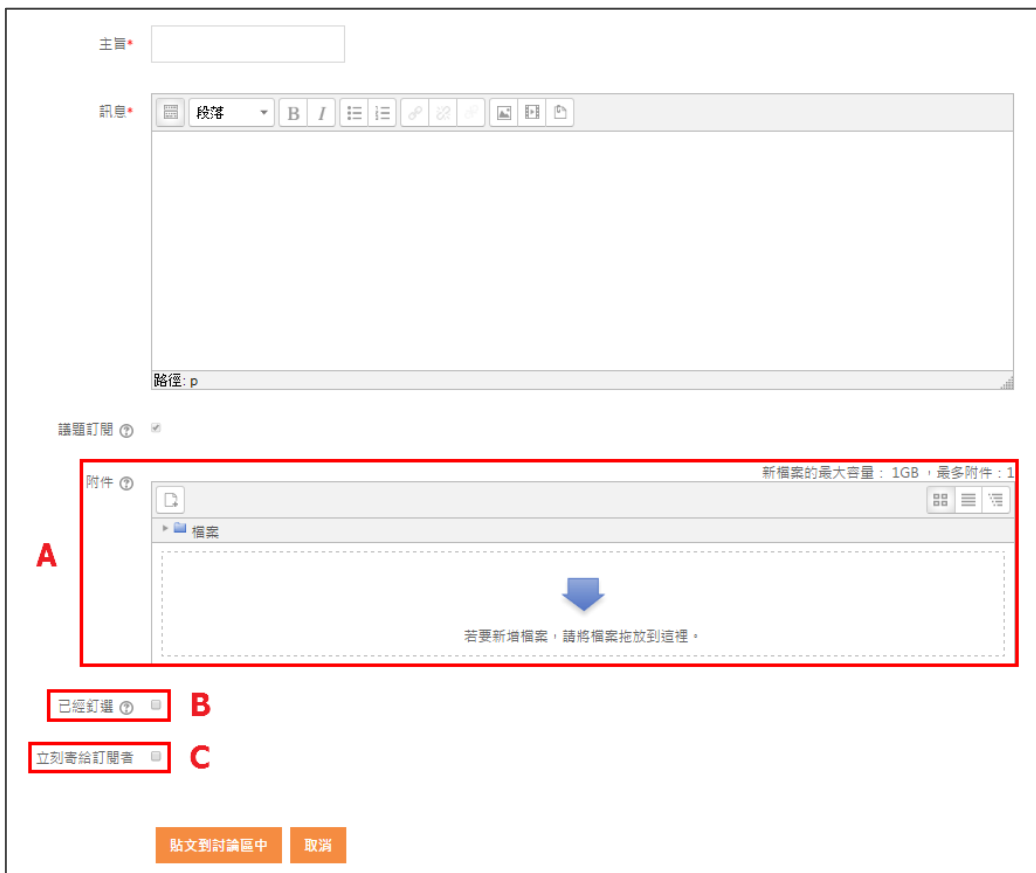 主旨*
訊息*
段落 B I
路徑: p
議題訂閱 ?
新檔案的最大容量： 1GB ，最多附件：1
附件 ?
檔案
A
若要新增檔案，請將檔案拖放到這裡。
已經釘選 ? B
立刻寄給訂閱者 C
貼文到討論區中 取消